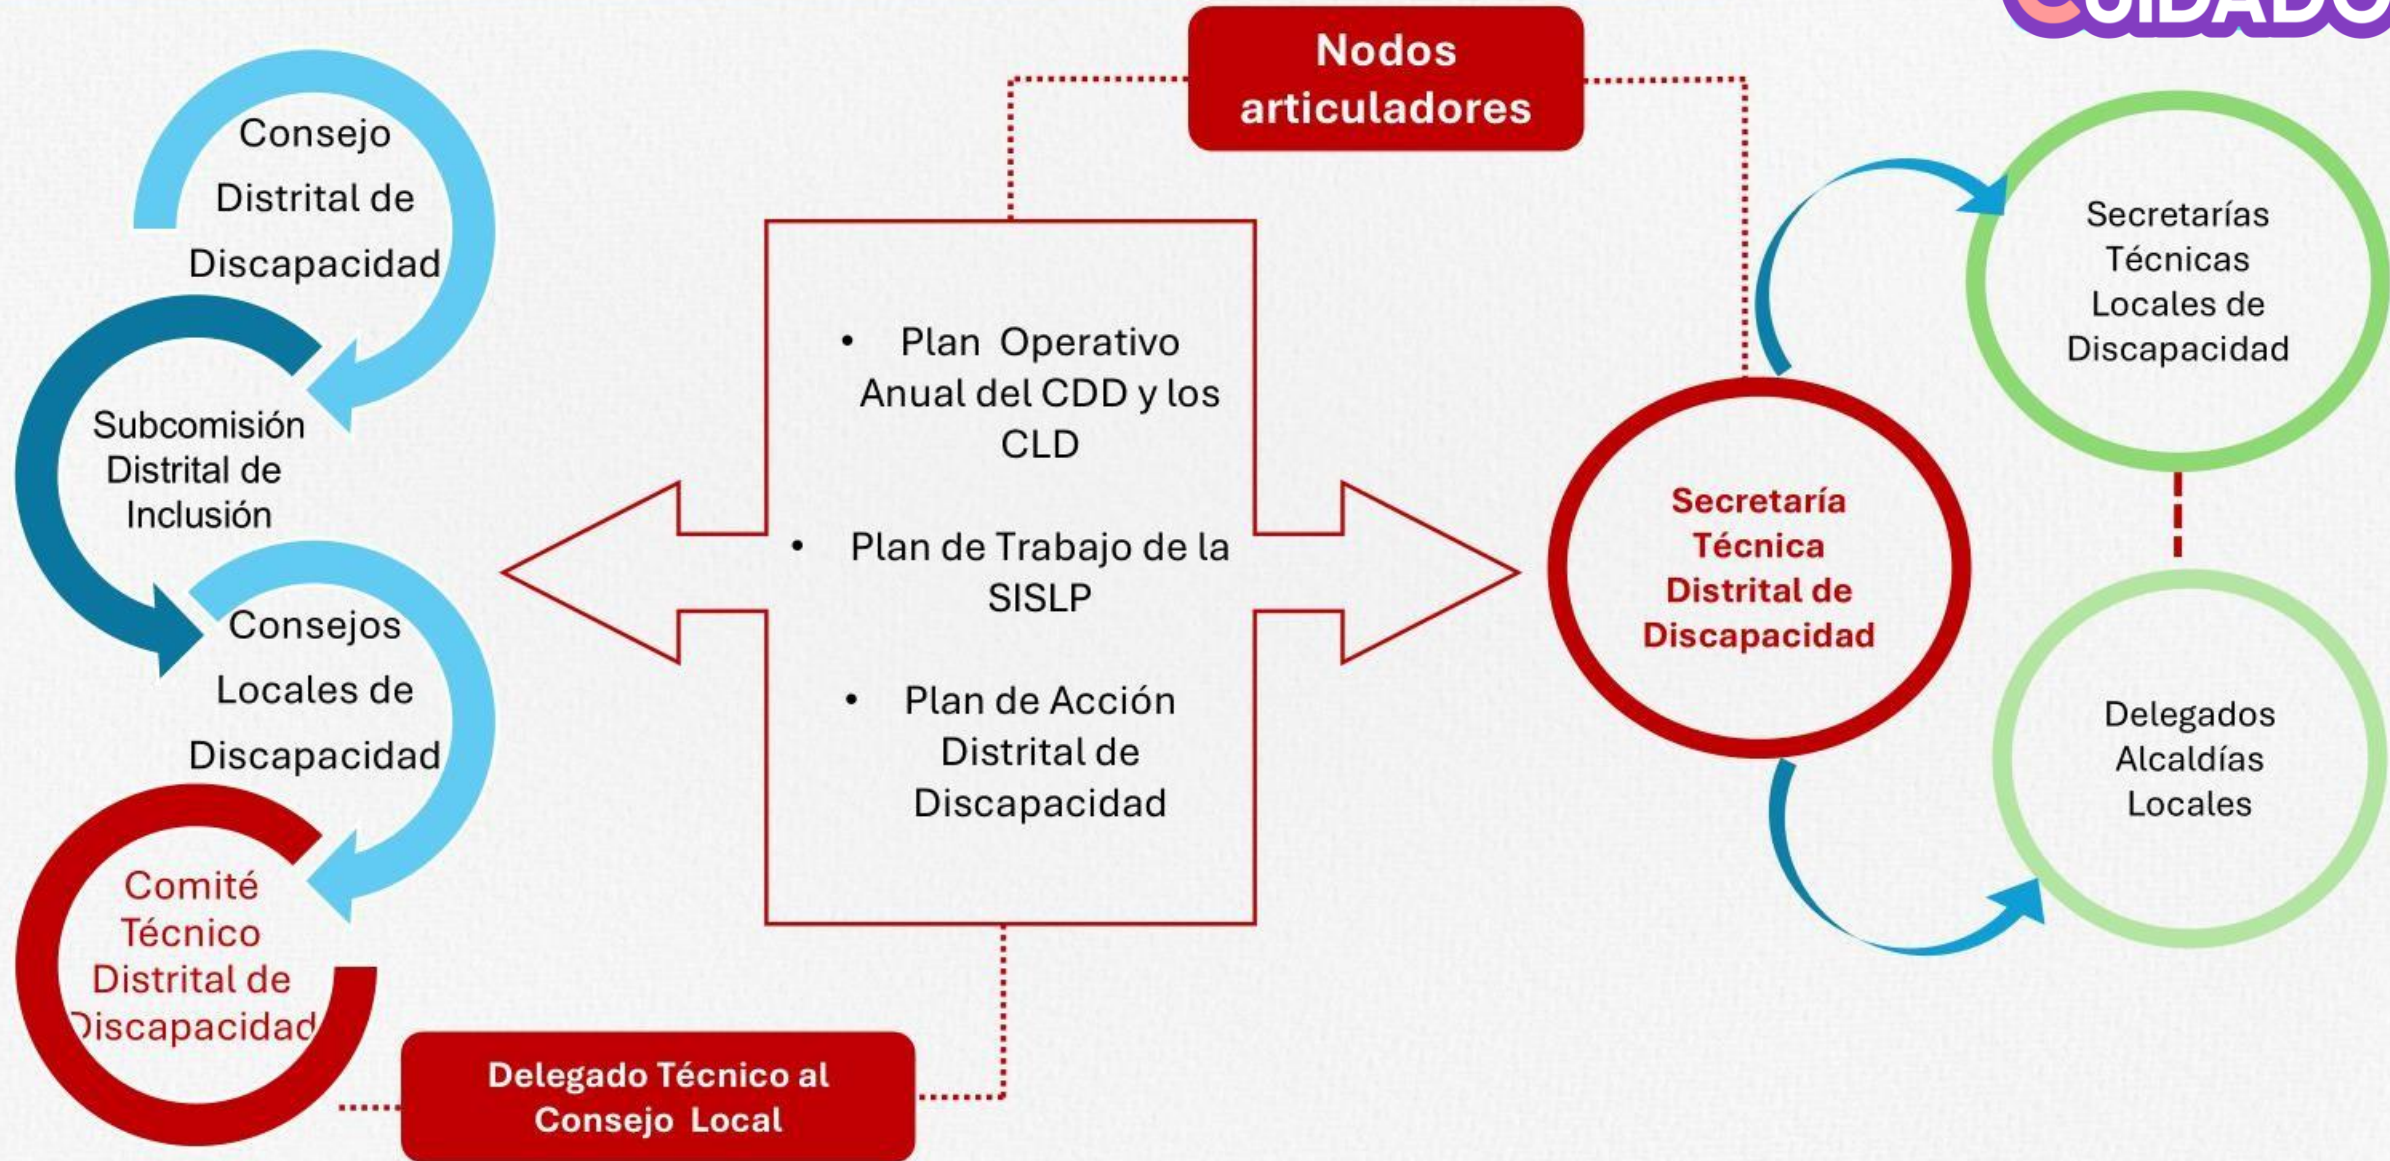 CUIDADO
Nodos
articuladores
Consejo
Distrital de
Discapacidad
Subcomisión
Distrital de
Inclusión
Consejos
Locales de
Discapacidad
Comité
Técnico
Distrital de
Discapacidad
• Plan Operativo
Anual del CDD y los
CLD
• Plan de Trabajo de la
SISLP
• Plan de Acción
Distrital de
Discapacidad
Delegado Técnico al
Consejo Local
Secretaría
Técnica
Distrital de
Discapacidad
Secretarías
Técnicas
Locales de
Discapacidad
Delegados
Alcaldías
Locales